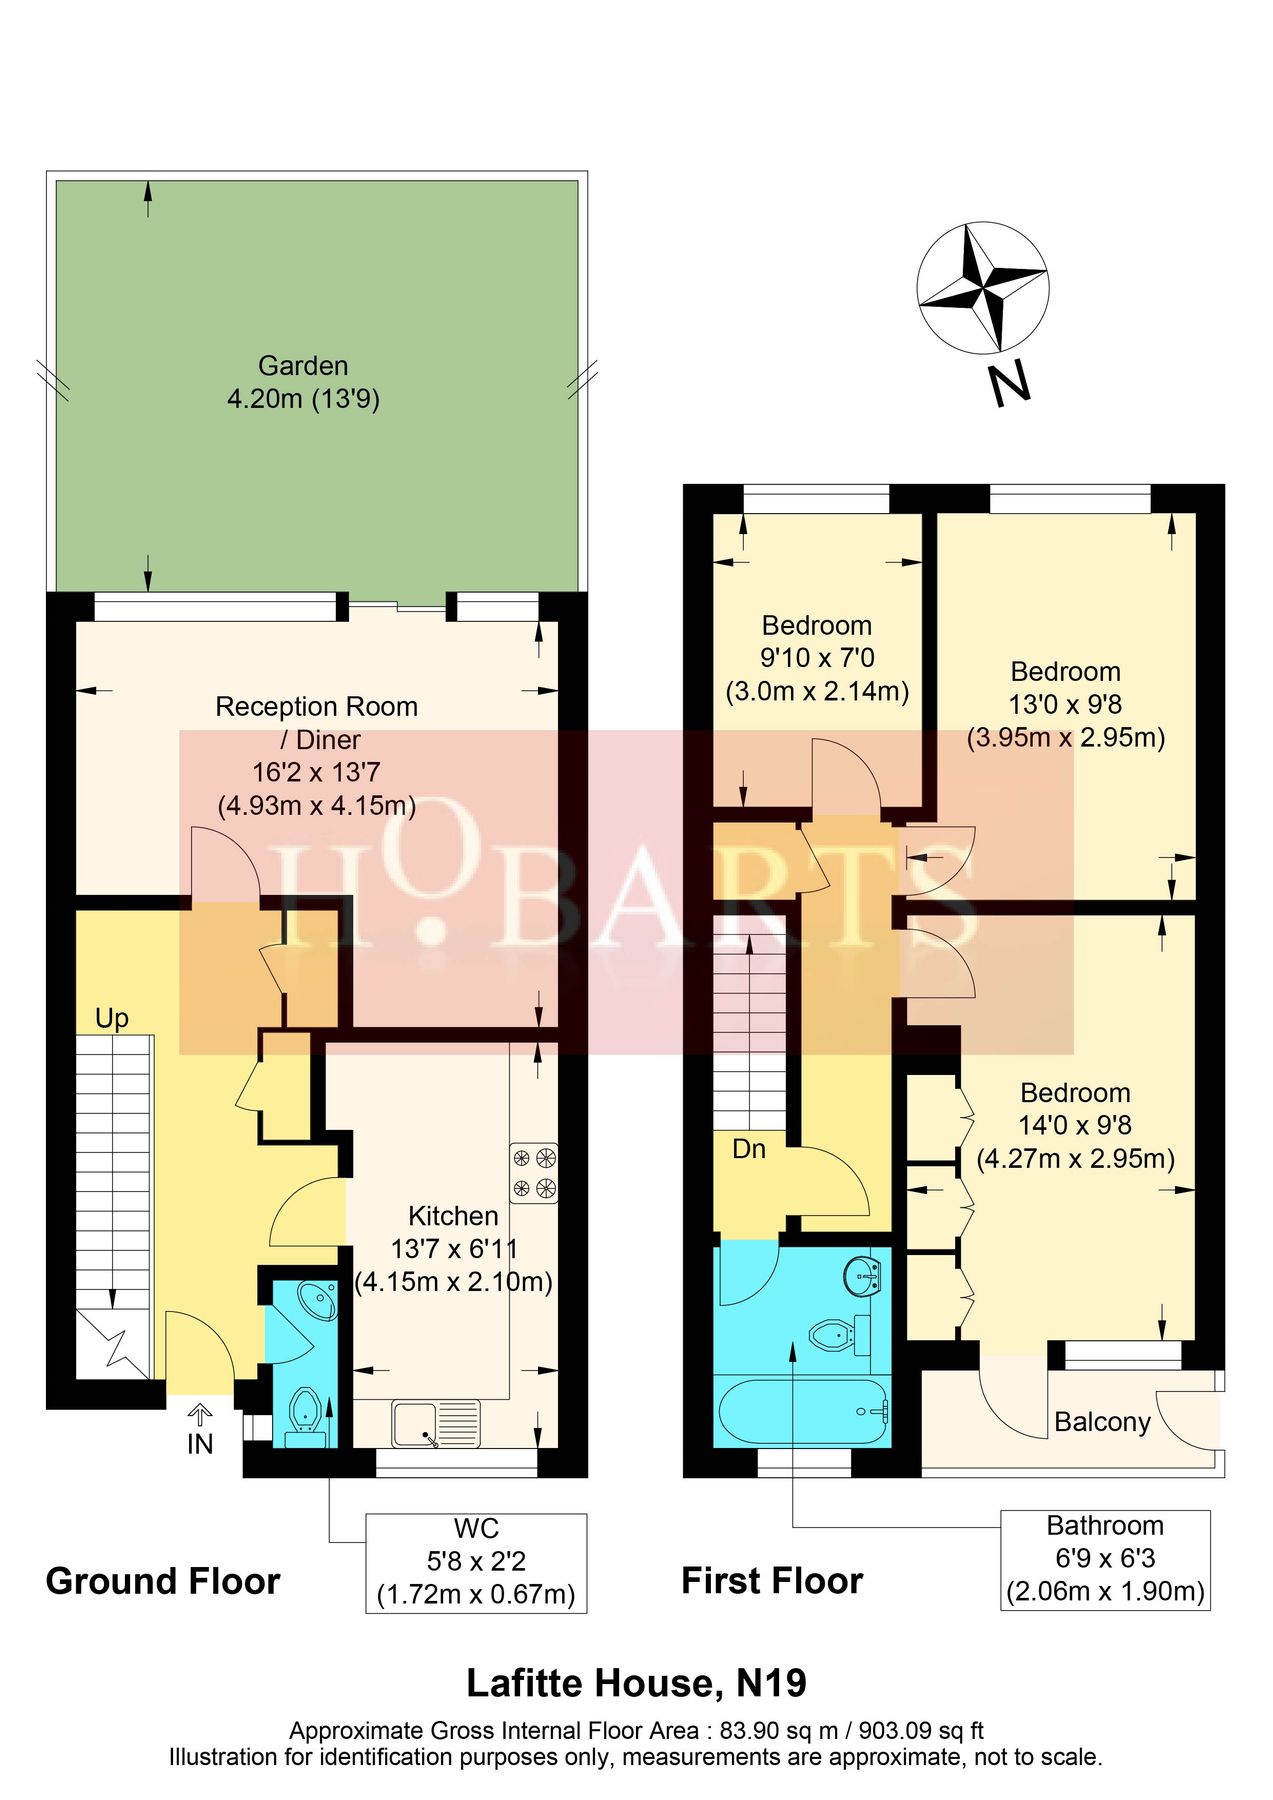 Garden
4.20m (13'9)
N
Reception Room
/ Diner
16'2 x 13'7
(4.93m x 4.15m)
Bedroom
9'10 x 7'0
(3.0m x 2.14m)
Bedroom
13'0 x 9'8
(3.95m x 2.95m)
HOBARTS
Up
Kitchen
13'7 x 6'11
(4.15m x 2.10m)
IN
Dn
Bedroom
14'0 x 9'8
(4.27m x 2.95m)
Balcony
WC
5'8 x 2'2
(1.72m x 0.67m)
Bathroom
6'9 x 6'3
(2.06m x 1.90m)
Ground Floor
First Floor
Lafitte House, N19
Approximate Gross Internal Floor Area : 83.90 sq m / 903.09 sq ft
Illustration for identification purposes only, measurements are approximate, not to scale.